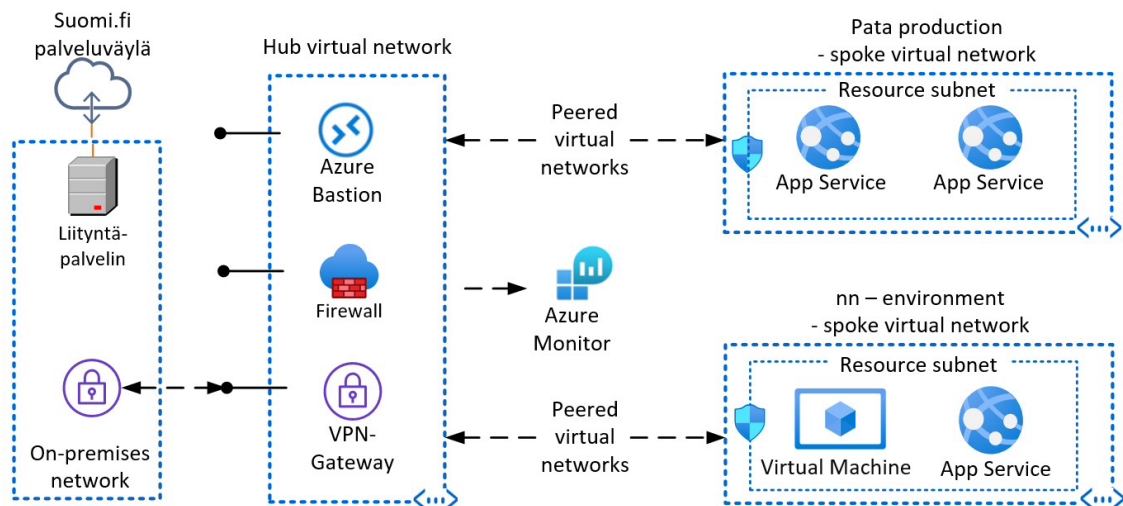 Suomi.fi
palveluväylä
Liityntä-
palvelin
On-premises
network
Hub virtual network
Azure
Bastion
Firewall
VPN-
Gateway
Peered
virtual
networks
Azure
Monitor
Peered
virtual
networks
Pata production
- spoke virtual network
Resource subnet
App Service
App Service
nn – environment
- spoke virtual network
Resource subnet
Virtual Machine
App Service